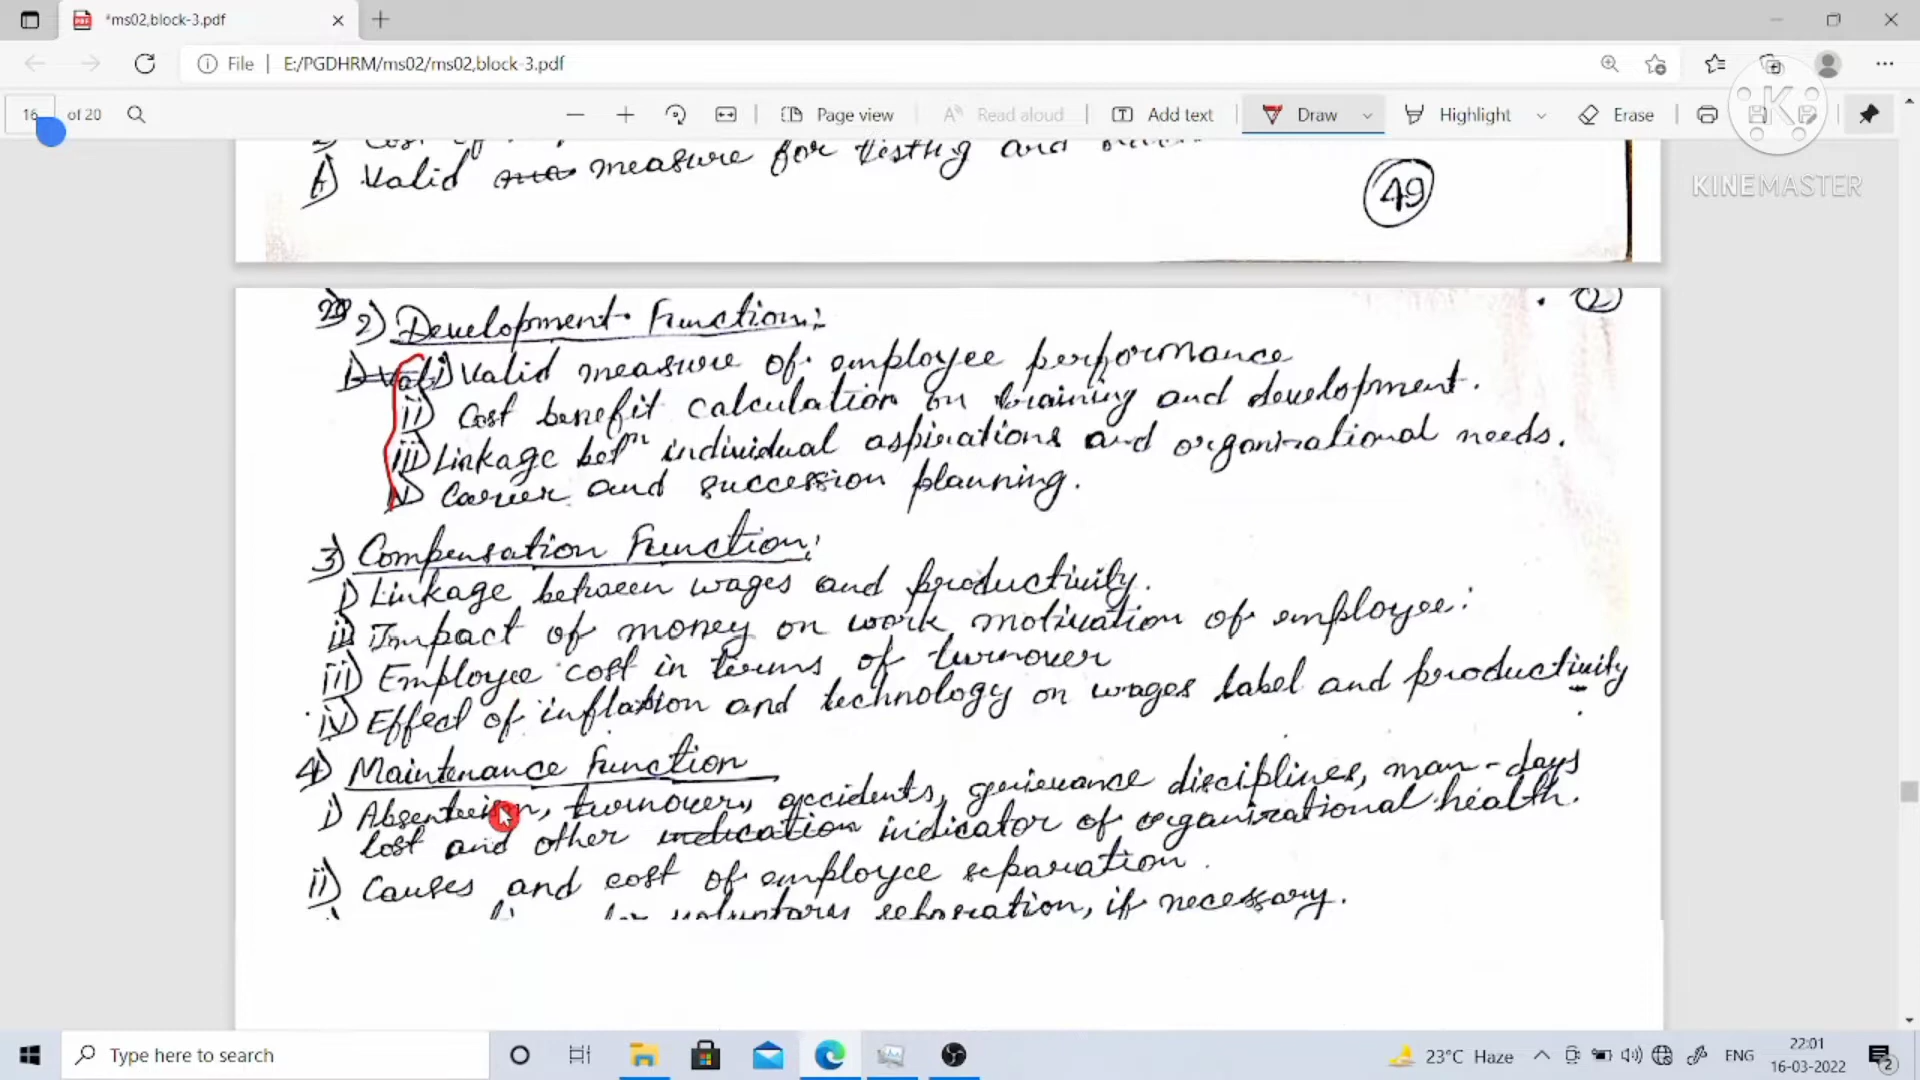 *ms02,block-3.pdf
File | E:/PGDHRM/ms02/ms02,block-3.pdf
16 of 20
Page view
Read aloud
Add text
Draw
Highlight
Erase
K
KINEMASTER
Valid measure for testing and
49
2) Development Function:
i) Valid measure of employee performance
ii) Cost benefit calculation on training and development.
iii) Linkage betn individual aspirations and organizational needs.
Career and succession planning.
3) Compensation Function:
i) Linkage between wages and productivity.
ii) Impact of money on work motivation of employee:
iii) Employee cost in terms of turnover
iv) Effect of inflation and technology on wages label and productivity
4) Maintenance Function
i) turnover, accidents, grievance disciplines, man-days
lost and other indication indicator of organizational health.
ii) Causes and cost of employee separation.
voluntary separation, if necessary.
Type here to search
23°C Haze
ENG
22:01
16-03-2022
2